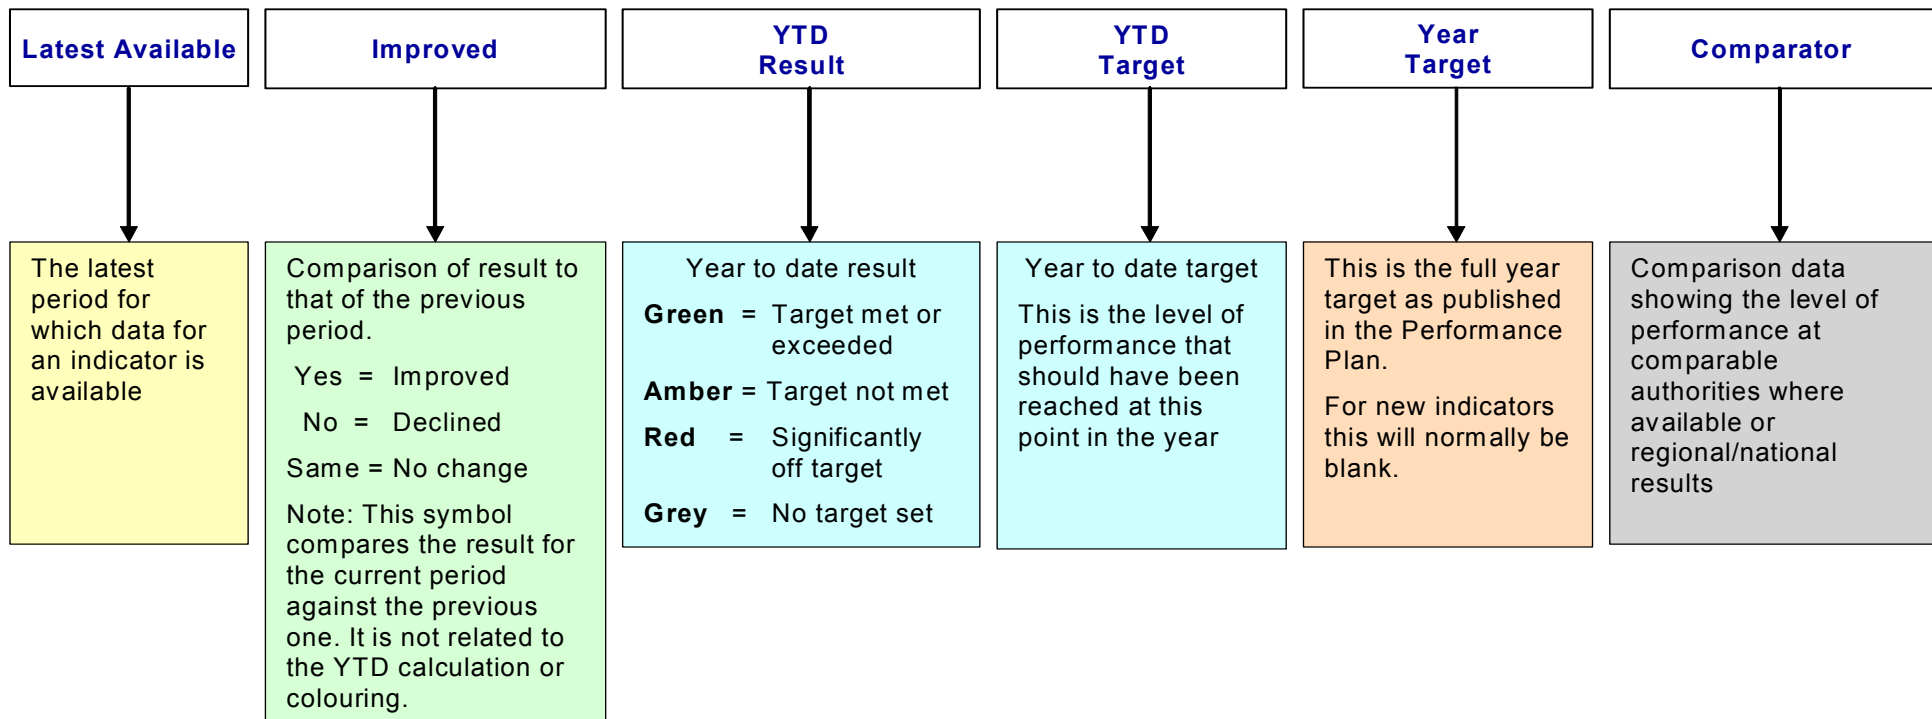 Latest Available
Improved
YTD
Result
YTD
Target
Year
Target
Comparator
The latest
period for
which data for
an indicator is
available
Comparison of result to
that of the previous
period.
Yes = Improved
No = Declined
Same = No change
Note: This symbol
compares the result for
the current period
against the previous
one. It is not related to
the YTD calculation or
colouring.
Year to date result
Green = Target met or
exceeded
Amber = Target not met
Red = Significantly
off target
Grey = No target set
Year to date target
This is the level of
performance that
should have been
reached at this
point in the year
This is the full year
target as published
in the Performance
Plan.
For new indicators
this will normally be
blank.
Comparison data
showing the level of
performance at
comparable
authorities where
available or
regional/national
results